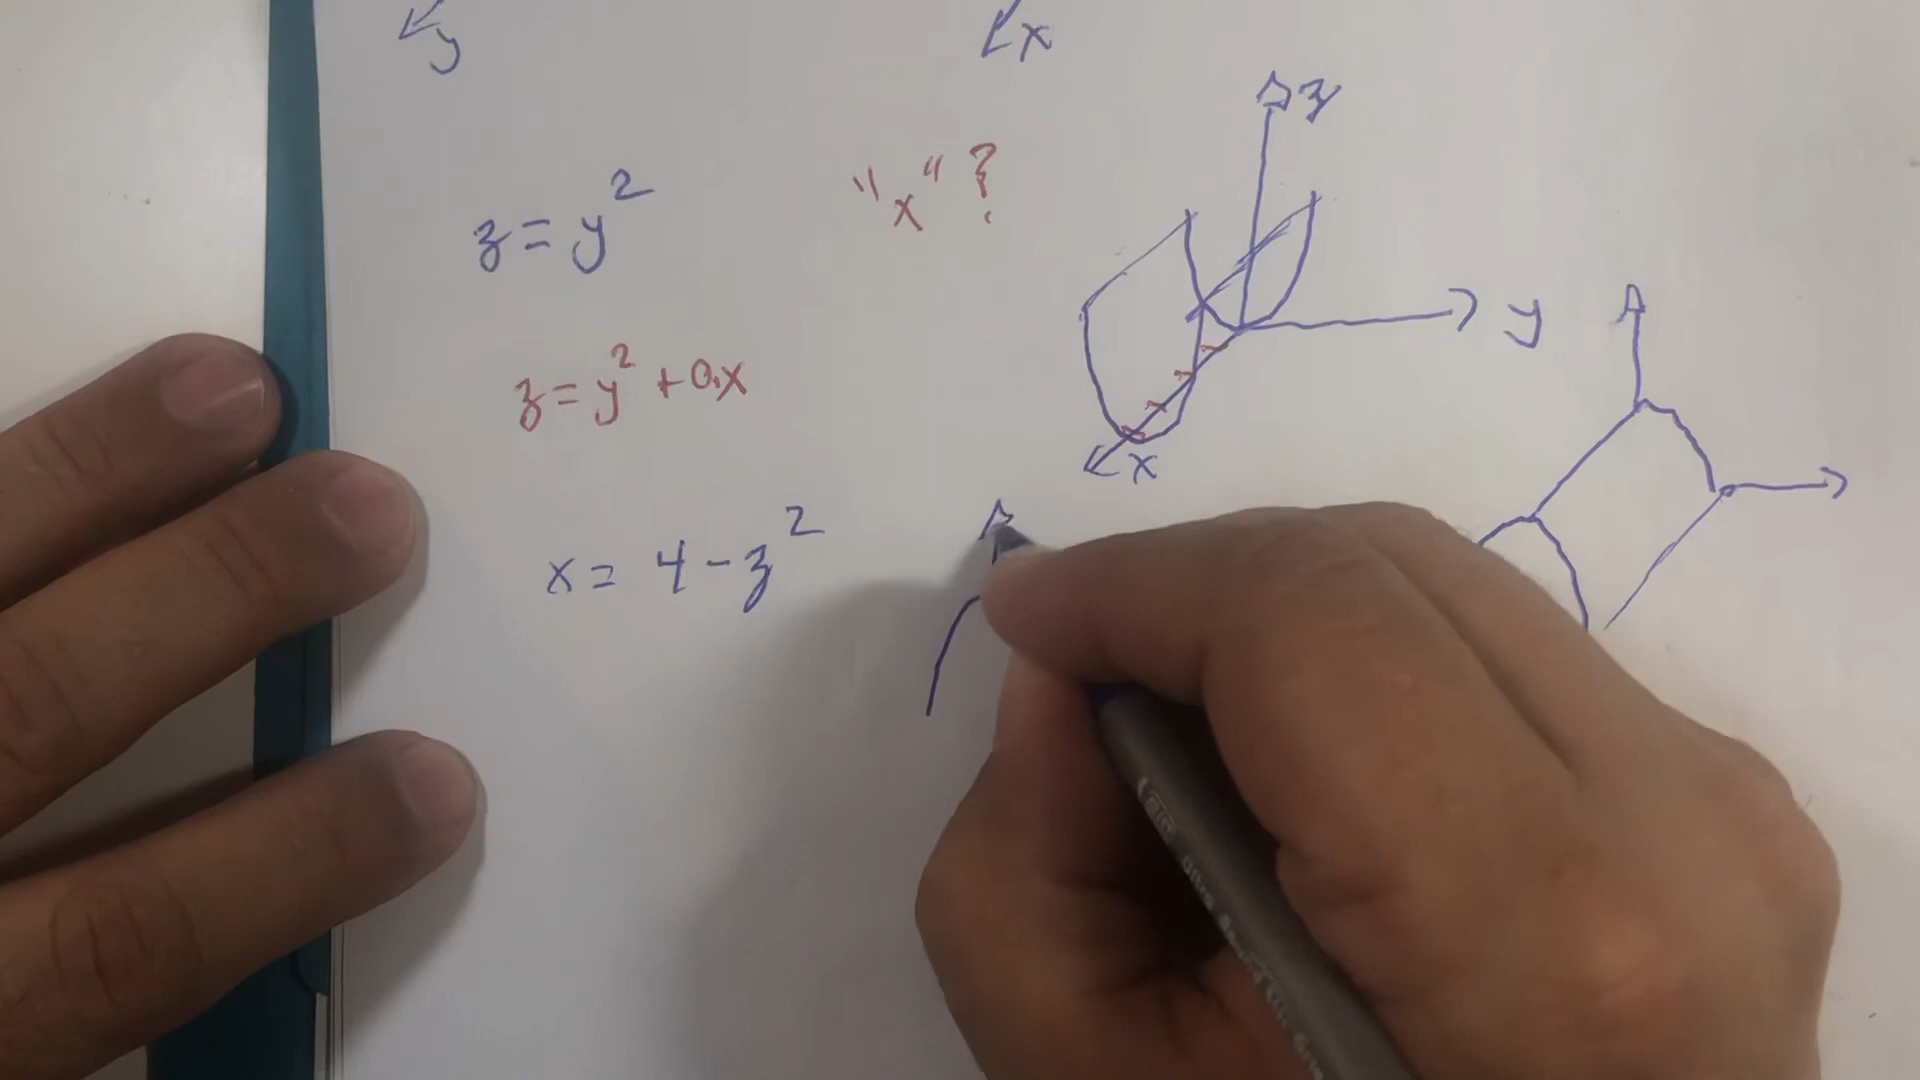 y
x
z
z = y²
"x"?
y
z = y² + 0.x
x
x = 4 - z²